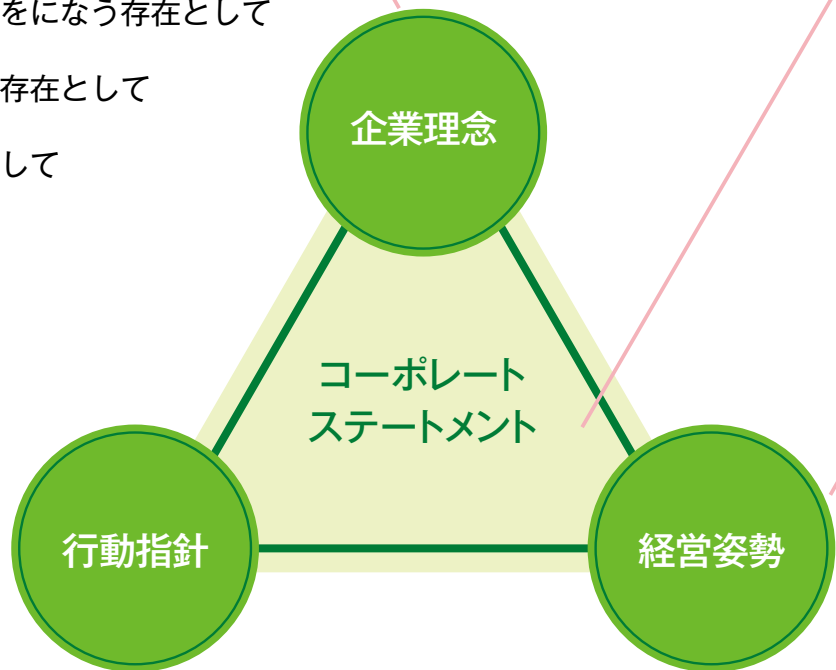 をになう存在として
存在として
して
企業理念
コーポレート
ステートメント
行動指針
経営姿勢